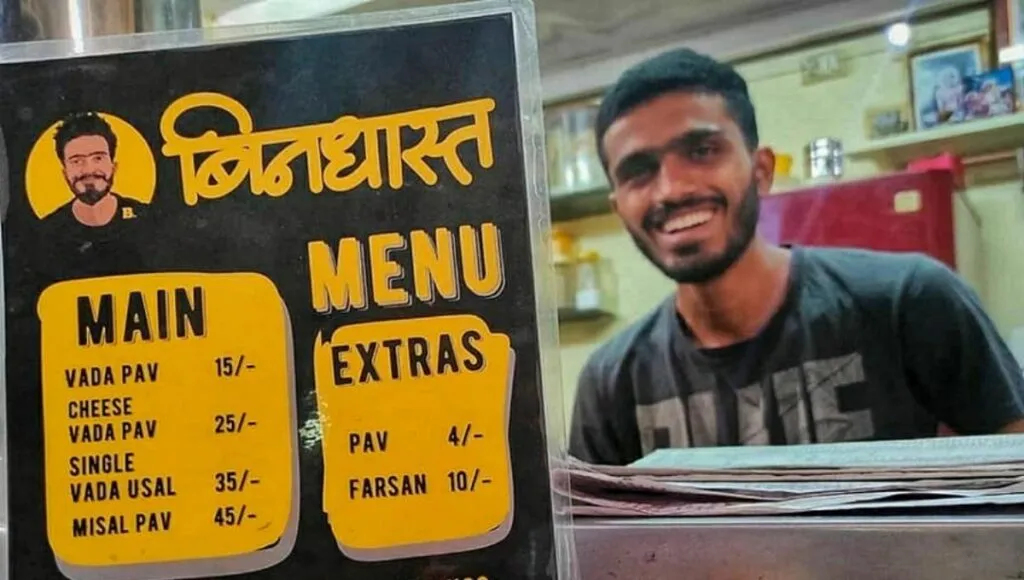 बिनधास्त
B.
MENU
MAIN
VADA PAV 15/-
CHEESE
VADA PAV 25/-
SINGLE
VADA USAL 35/-
MISAL PAV 45/-
EXTRAS
PAV 4/-
FARSAN 10/-